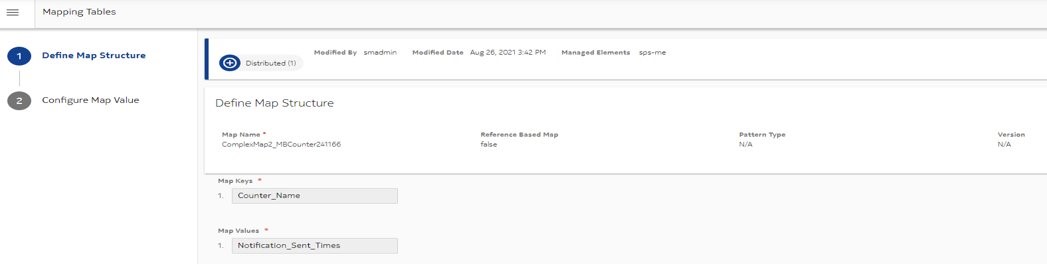 Mapping Tables
1 Define Map Structure
2 Configure Map Value
Modified By smadmin Modified Date Aug 26, 2021 3:42 PM Managed Elements sps-me
Distributed (1)
Define Map Structure
Map Name * Reference Based Map Pattern Type Version
ComplexMap2_MBCounter241166 false N/A N/A
Map Keys *
1. Counter_Name
Map Values *
1. Notification_Sent_Times